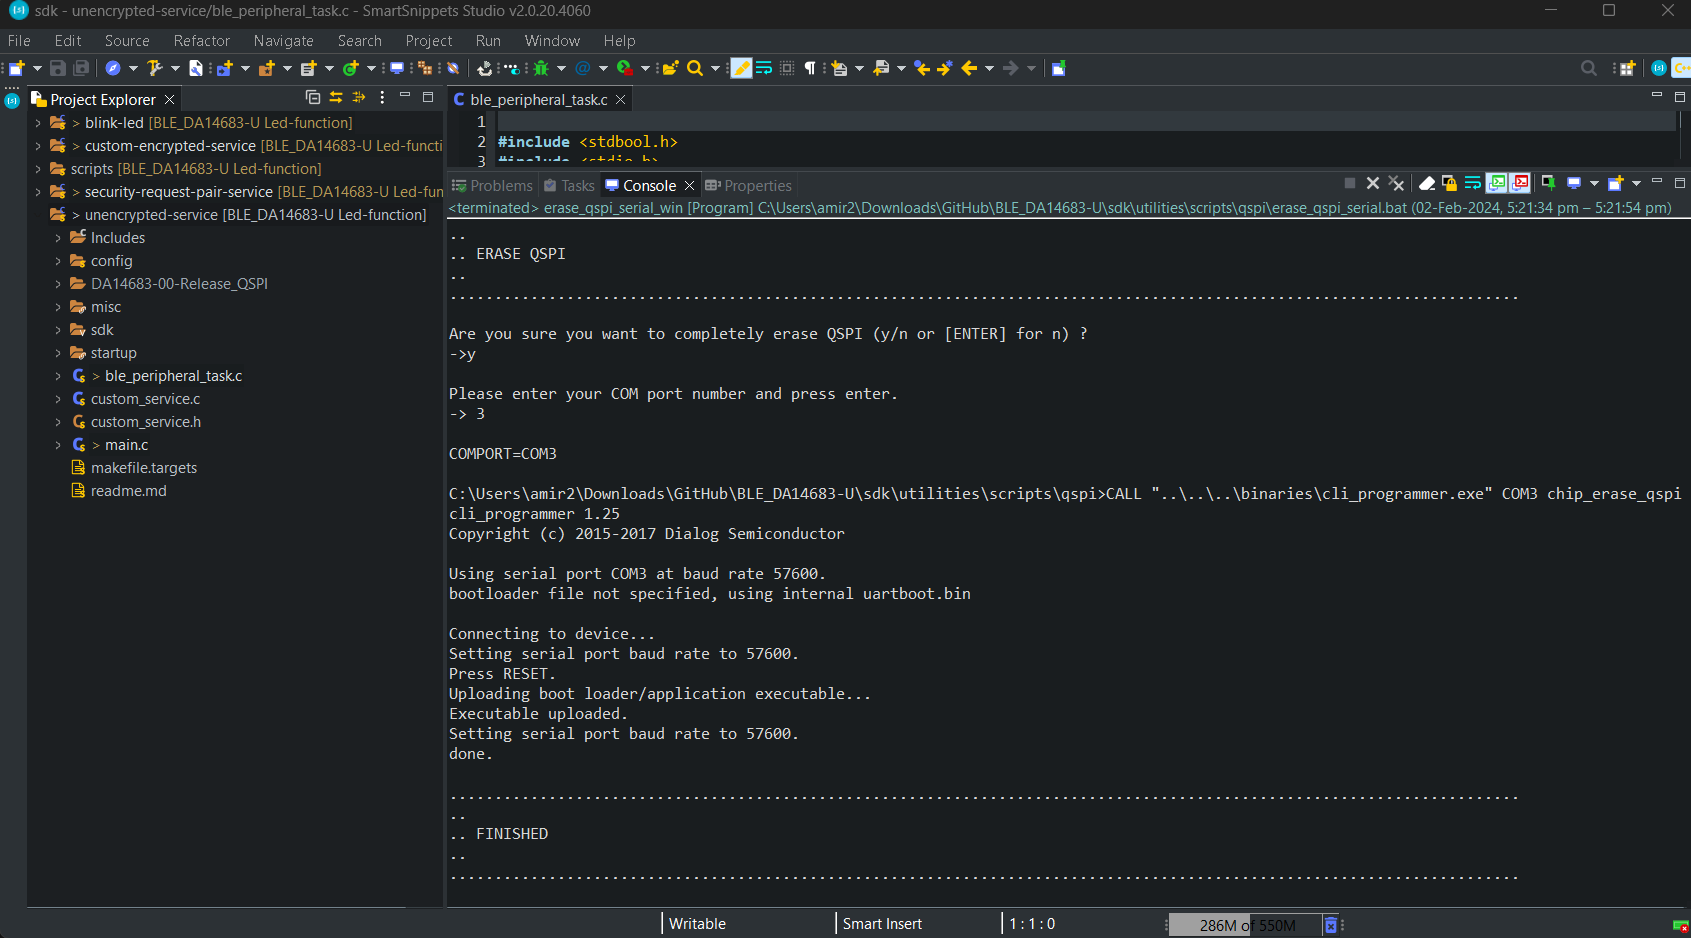 sdk - unencrypted-service/ble_peripheral_task.c - SmartSnippets Studio v2.0.20.4060
File Edit Source Refactor Navigate Search Project Run Window Help
Project Explorer
> blink-led [BLE_DA14683-U Led-function]
> custom-encrypted-service [BLE_DA14683-U Led-functi
scripts [BLE_DA14683-U Led-function]
> security-request-pair-service [BLE_DA14683-U Led-fun
> unencrypted-service [BLE_DA14683-U Led-function]
Includes
config
DA14683-00-Release_QSPI
misc
sdk
startup
> ble_peripheral_task.c
custom_service.c
custom_service.h
> main.c
makefile.targets
readme.md
ble_peripheral_task.c
1
2 #include <stdbool.h>
3 #include <stdio.h>
Problems Tasks Console Properties
<terminated> erase_qspi_serial_win [Program] C:\Users\amir2\Downloads\GitHub\BLE_DA14683-U\sdk\utilities\scripts\qspi\erase_qspi_serial.bat (02-Feb-2024, 5:21:34 pm – 5:21:54 pm)
..
.. ERASE QSPI
..
.......................................................................................................................
Are you sure you want to completely erase QSPI (y/n or [ENTER] for n) ?
->y
Please enter your COM port number and press enter.
-> 3
COMPORT=COM3
C:\Users\amir2\Downloads\GitHub\BLE_DA14683-U\sdk\utilities\scripts\qspi>CALL "..\..\..\binaries\cli_programmer.exe" COM3 chip_erase_qspi
cli_programmer 1.25
Copyright (c) 2015-2017 Dialog Semiconductor
Using serial port COM3 at baud rate 57600.
bootloader file not specified, using internal uartboot.bin
Connecting to device...
Setting serial port baud rate to 57600.
Press RESET.
Uploading boot loader/application executable...
Executable uploaded.
Setting serial port baud rate to 57600.
done.
.......................................................................................................................
..
.. FINISHED
..
.......................................................................................................................
Writable Smart Insert 1 : 1 : 0 286M of 550M